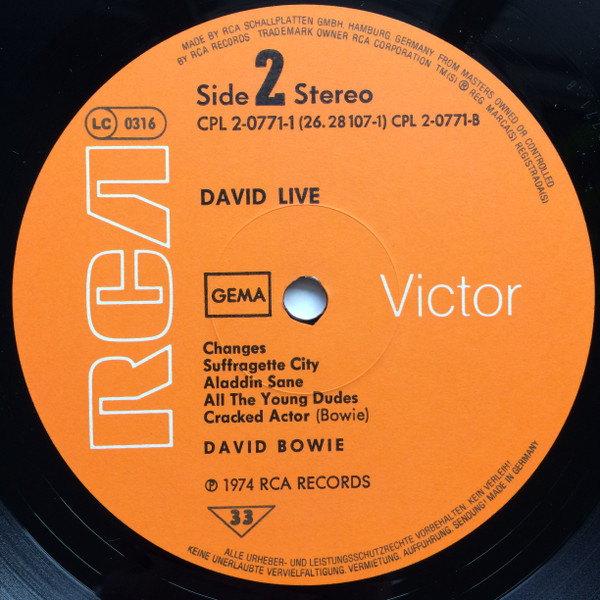 MADE BY RCA SCHALLPLATTEN GMBH, HAMBURG GERMANY FROM MASTERS OWNED OR CONTROLLED
BY RCA RECORDS TRADEMARK OWNER RCA CORPORATION TM(S) ® REG. MARCA(S) REGISTRADA(S)
Side 2 Stereo
LC 0316
CPL 2-0771-1 (26.28107-1) CPL 2-0771-B
RCA
DAVID LIVE
GEMA
Victor
Changes
Suffragette City
Aladdin Sane
All The Young Dudes
Cracked Actor (Bowie)
DAVID BOWIE
℗ 1974 RCA RECORDS
33
ALLE URHEBER- UND LEISTUNGSSCHUTZRECHTE VORBEHALTEN. KEIN VERLEIH!
KEINE UNERLAUBTE VERVIELFÄLTIGUNG, VERMIETUNG, AUFFÜHRUNG, SENDUNG! MADE IN GERMANY